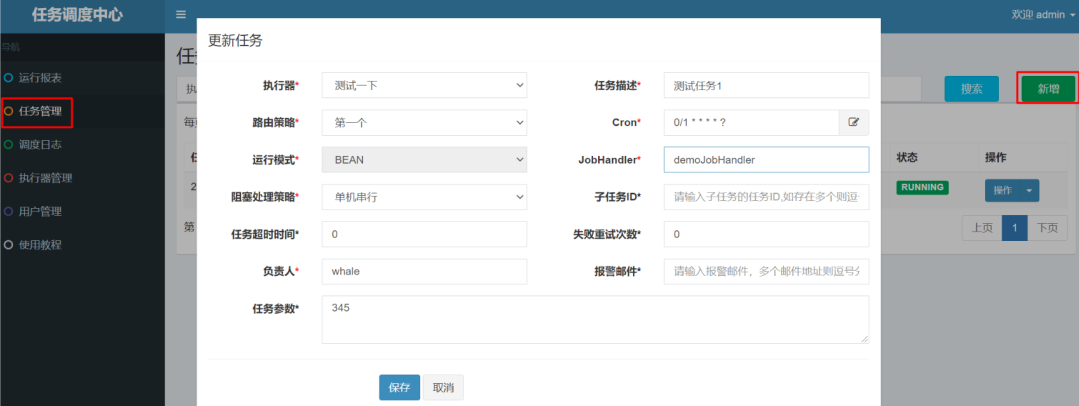 任务调度中心
欢迎 admin
导航
更新任务
任
运行报表
执行器* 测试一下 任务描述* 测试任务1
执
搜索
新增
任务管理
路由策略* 第一个 Cron* 0/1 * * * * ?
每
调度日志
运行模式* BEAN JobHandler* demoJobHandler
状态 操作
执行器管理
阻塞处理策略* 单机串行 子任务ID* 请输入子任务的任务ID,如存在多个则逗
2
RUNNING
操作
用户管理
任务超时时间* 0 失败重试次数* 0
第
上页 1 下页
使用教程
负责人* whale 报警邮件* 请输入报警邮件，多个邮件地址则逗号分
任务参数* 345
保存 取消